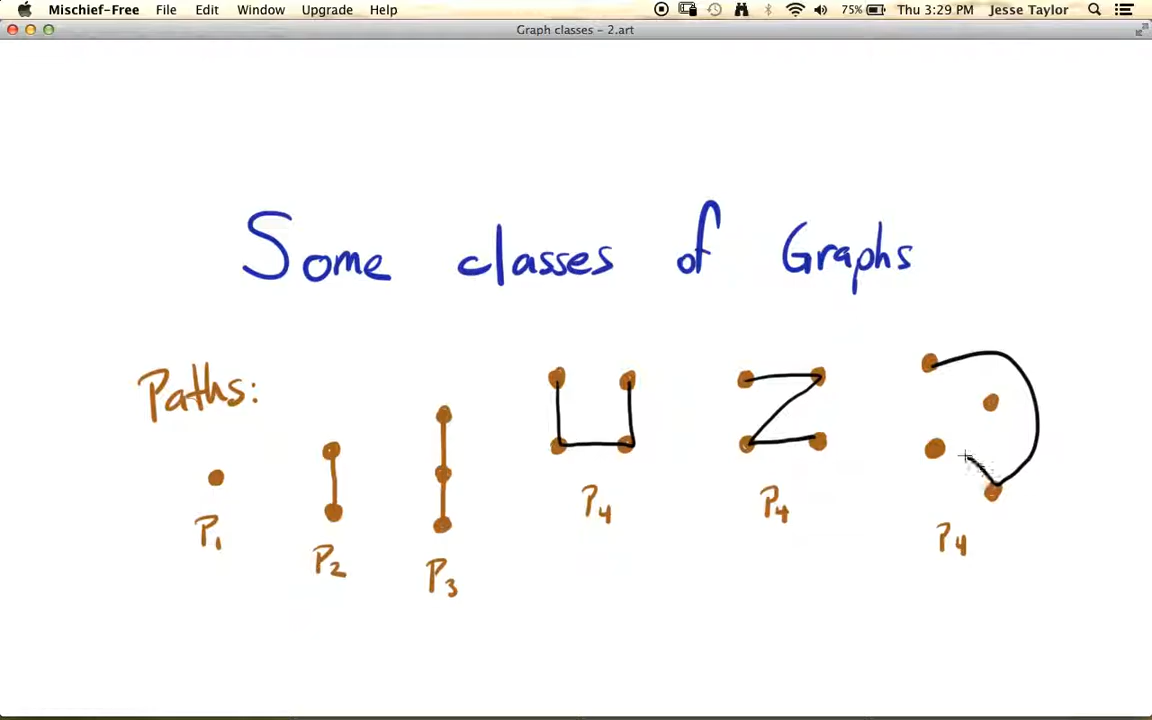 Mischief-Free File Edit Window Upgrade Help 75% Thu 3:29 PM Jesse Taylor
Graph classes - 2.art
Some classes of Graphs
Paths:
P₁ P₂ P₃ P₄ P₄ P₄